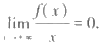 lim f(x)/x = 0,